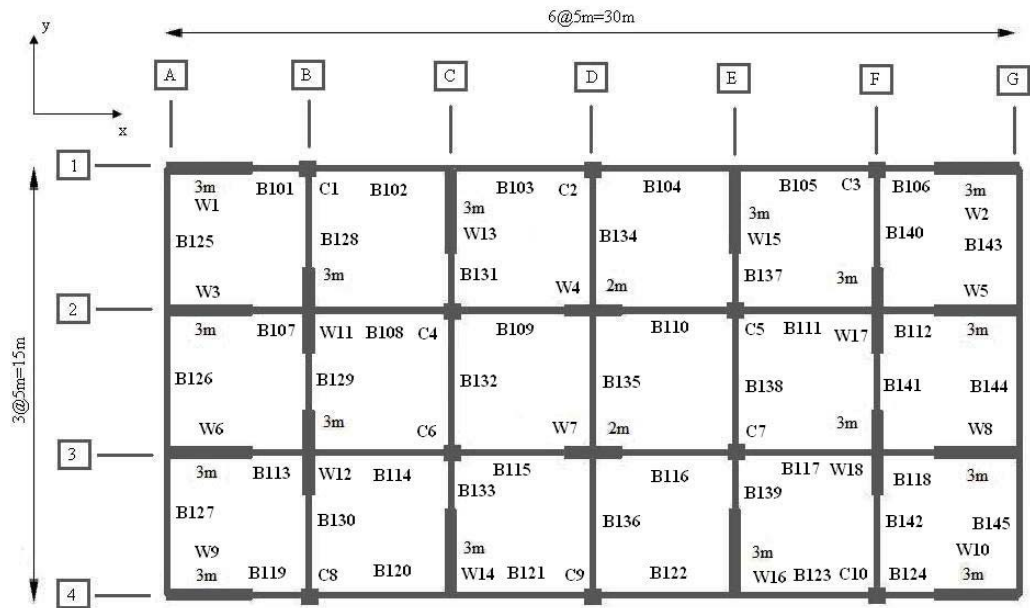 6@5m=30m
y
x
A B C D E F G
1
3m B101 C1 B102 B103 C2 B104 B105 C3 B106 3m
W1 3m W13 3m W15 W2
B125 B128 B134 B140 B143
W3 3m B131 W4 2m B137 3m W5
2
3m B107 W11 B108 C4 B109 B110 C5 B111 W17 B112 3m
B126 B129 B132 B135 B138 B141 B144
W6 3m C6 W7 2m C7 3m W8
3@5m=15m
3
3m B113 W12 B114 B115 B116 B117 W18 B118 3m
B127 B130 B133 B136 B139 B142 B145
W9 3m 3m W10
3m B119 C8 B120 W14 B121 C9 B122 W16 B123 C10 B124 3m
4